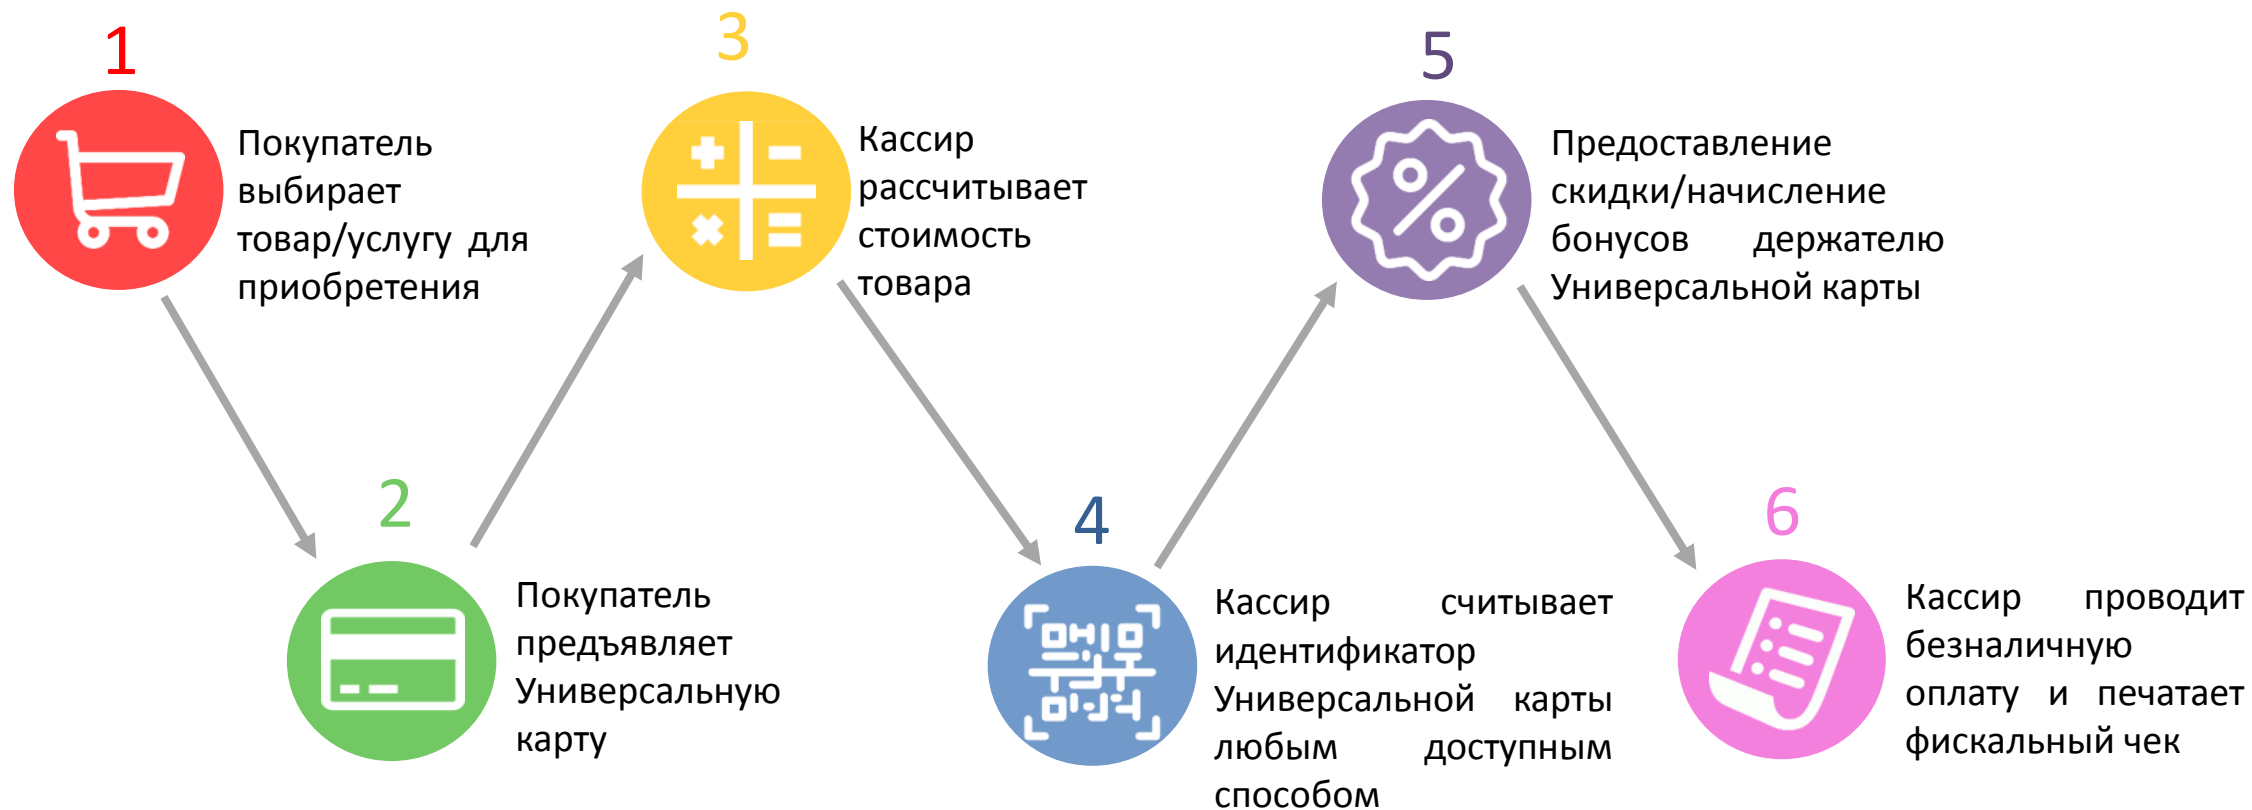 1
Покупатель
выбирает
товар/услугу для
приобретения
2
Покупатель
предъявляет
Универсальную
карту
3
Кассир
рассчитывает
стоимость
товара
4
Кассир считывает
идентификатор
Универсальной карты
любым доступным
способом
5
Предоставление
скидки/начисление
бонусов держателю
Универсальной карты
6
Кассир проводит
безналичную
оплату и печатает
фискальный чек